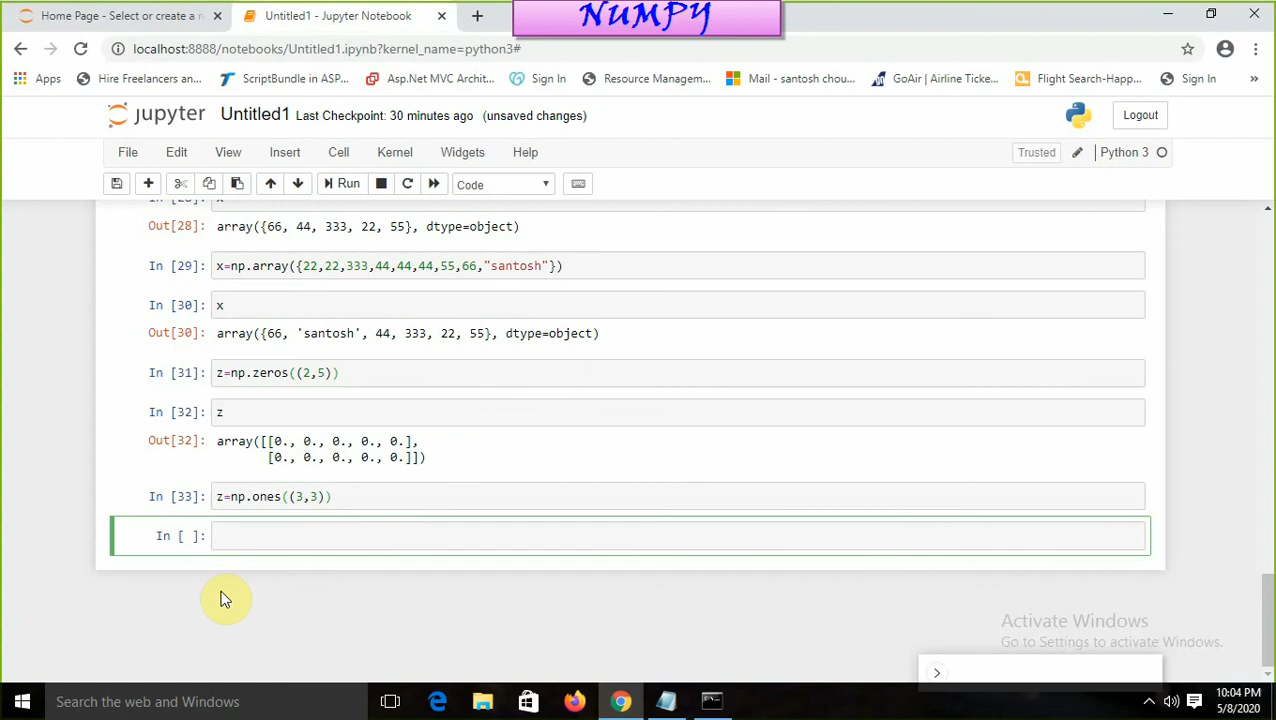 NUMPY
Home Page - Select or create a n
Untitled1 - Jupyter Notebook
localhost:8888/notebooks/Untitled1.ipynb?kernel_name=python3#
Apps
Hire Freelancers an...
ScriptBundle in ASP...
Asp.Net MVC Archit...
Sign In
Resource Managem...
Mail - santosh chou...
GoAir | Airline Ticke...
Flight Search-Happ...
Sign In
jupyter Untitled1 Last Checkpoint: 30 minutes ago (unsaved changes)
Logout
File Edit View Insert Cell Kernel Widgets Help
Trusted
Python 3
Run
Code
In [28]: x
Out[28]: array({66, 44, 333, 22, 55}, dtype=object)
In [29]: x=np.array({22,22,333,44,44,44,55,66,"santosh"})
In [30]: x
Out[30]: array({66, 'santosh', 44, 333, 22, 55}, dtype=object)
In [31]: z=np.zeros((2,5))
In [32]: z
Out[32]: array([[0., 0., 0., 0., 0.],
[0., 0., 0., 0., 0.]])
In [33]: z=np.ones((3,3))
In [ ]:
Activate Windows
Go to Settings to activate Windows.
Search the web and Windows
10:04 PM
5/8/2020